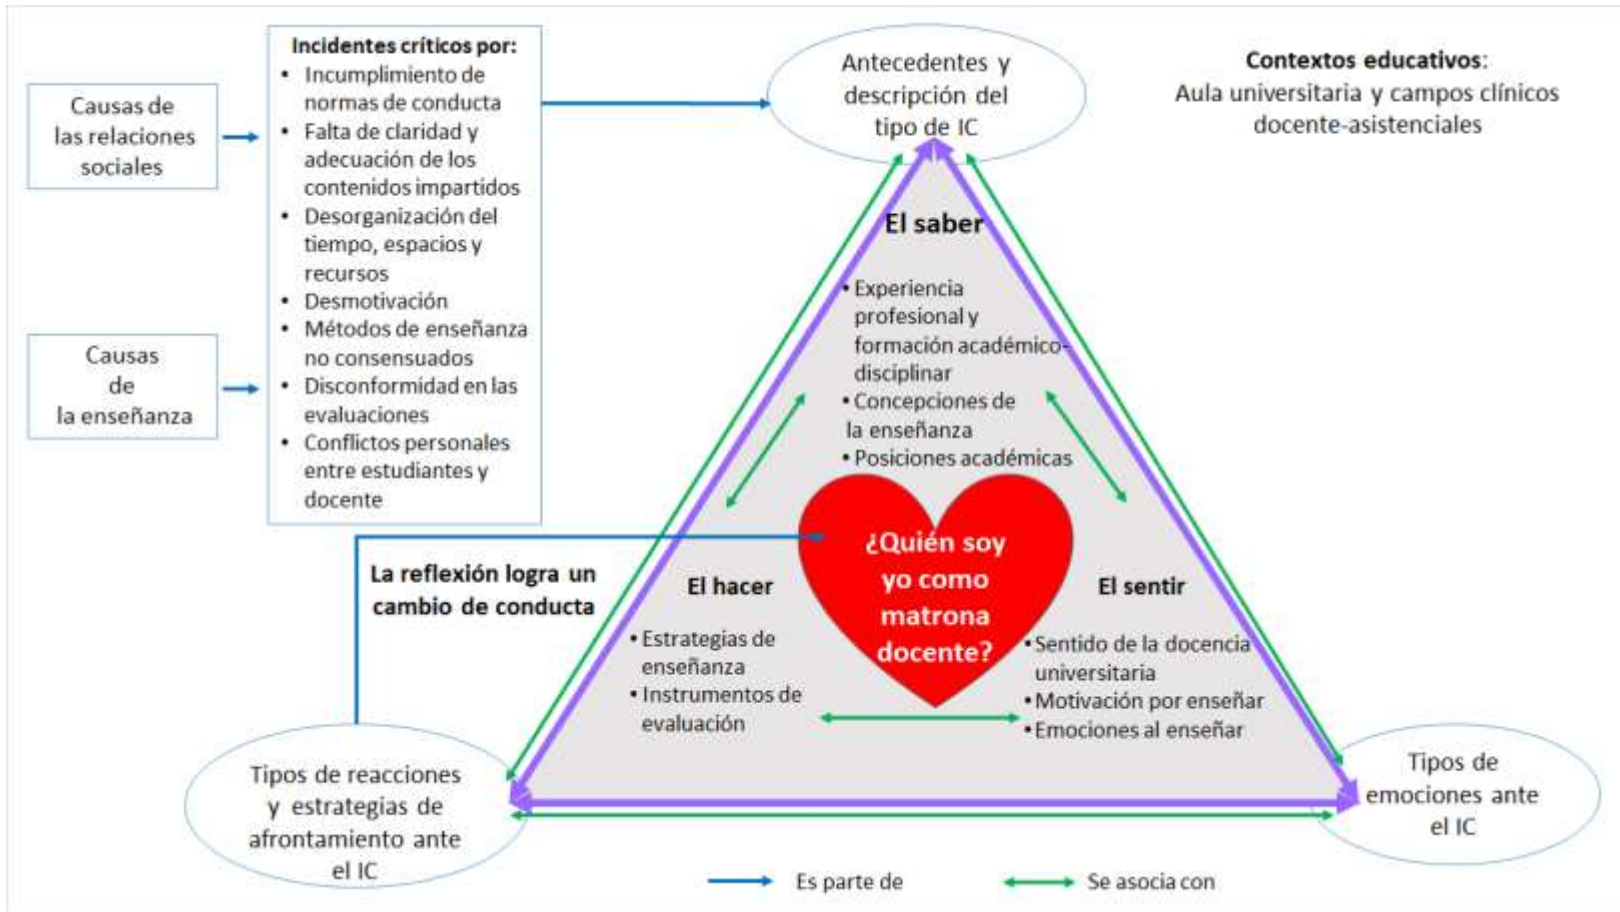 Causas de
las relaciones
sociales
Causas
de
la enseñanza
Incidentes críticos por:
• Incumplimiento de
normas de conducta
• Falta de claridad y
adecuación de los
contenidos impartidos
• Desorganización del
tiempo, espacios y
recursos
• Desmotivación
• Métodos de enseñanza
no consensuados
• Disconformidad en las
evaluaciones
• Conflictos personales
entre estudiantes y
docente
Antecedentes y
descripción del
tipo de IC
Contextos educativos:
Aula universitaria y campos clínicos
docente-asistenciales
El saber
• Experiencia
profesional y
formación académico-
disciplinar
• Concepciones de
la enseñanza
• Posiciones académicas
¿Quién soy
yo como
matrona
docente?
La reflexión logra un
cambio de conducta
El hacer
• Estrategias de
enseñanza
• Instrumentos de
evaluación
El sentir
• Sentido de la docencia
universitaria
• Motivación por enseñar
• Emociones al enseñar
Tipos de reacciones
y estrategias de
afrontamiento ante
el IC
Tipos de
emociones ante
el IC
Es parte de
Se asocia con